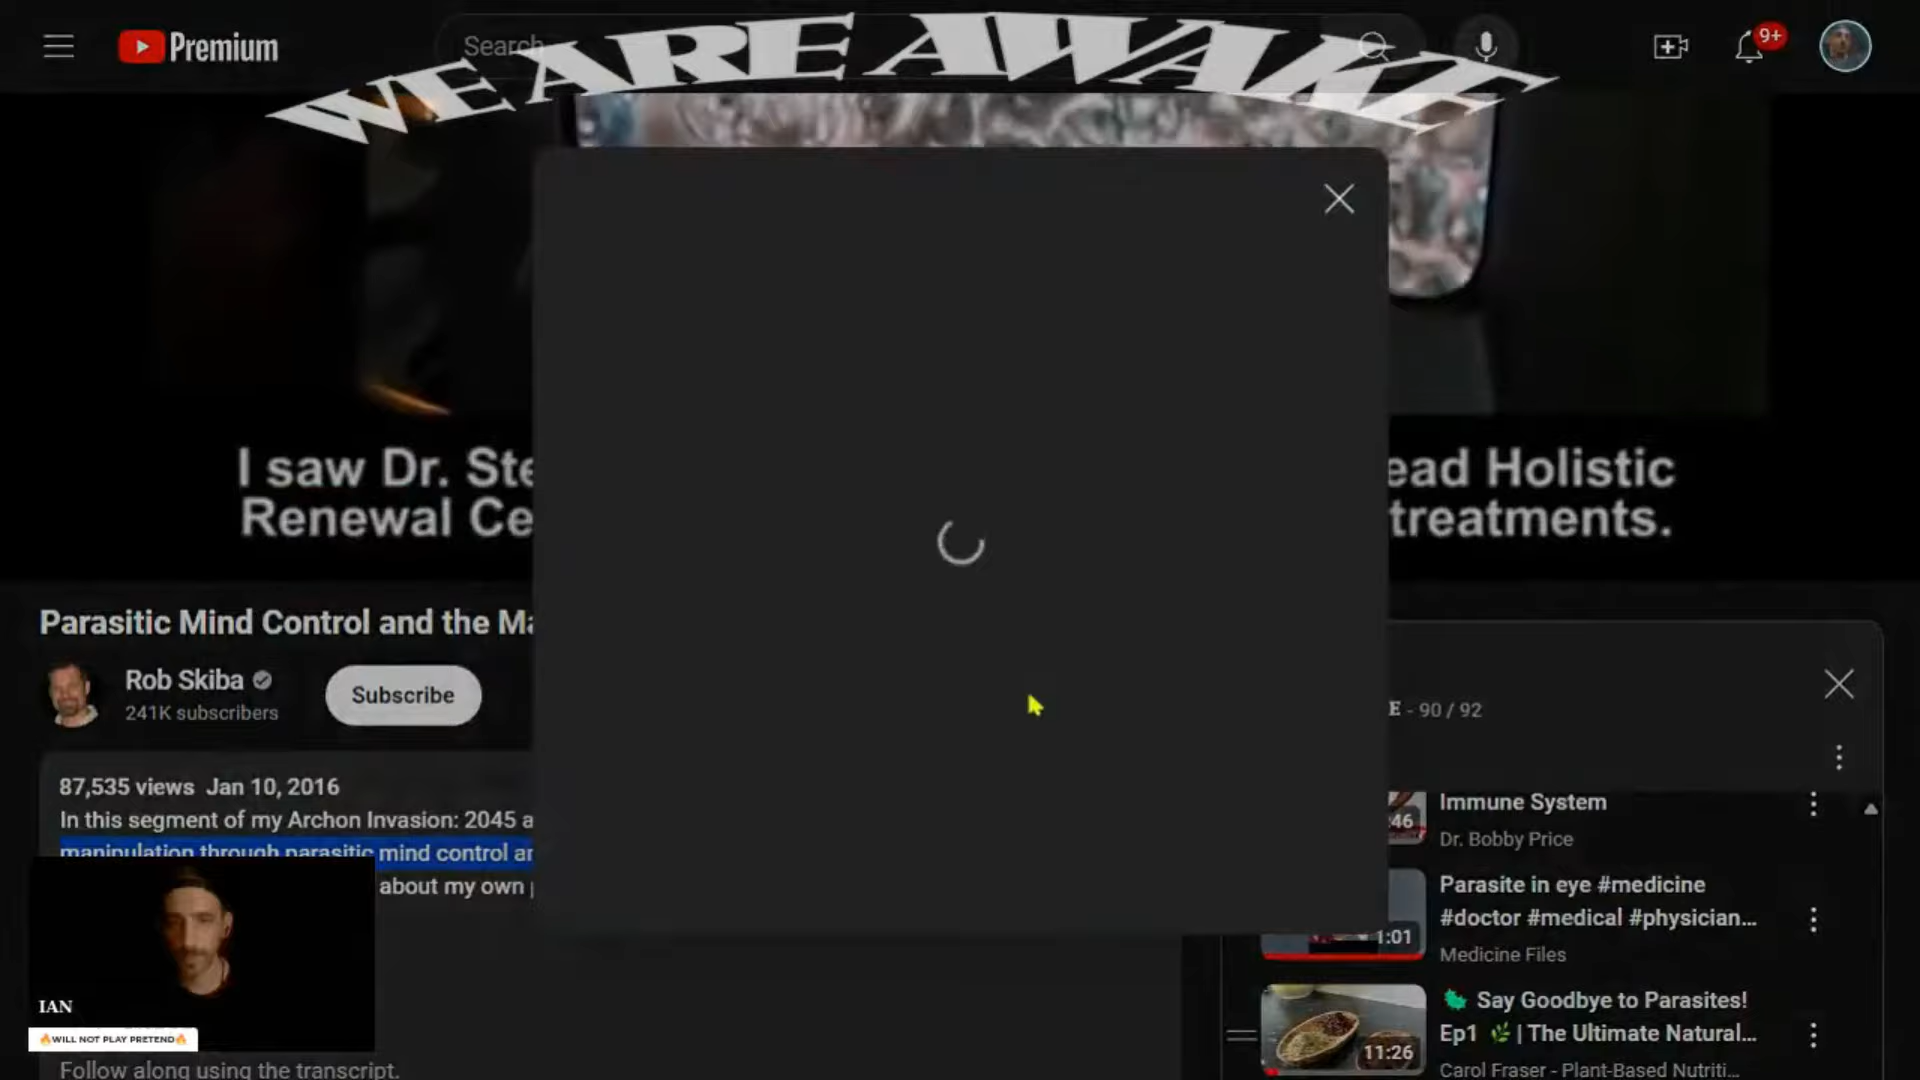 Premium
Search
9+
WE ARE AWAKE
I saw Dr. Ste
ead Holistic
Renewal Ce
treatments.
Parasitic Mind Control and the Ma
Rob Skiba
241K subscribers
Subscribe
87,535 views Jan 10, 2016
In this segment of my Archon Invasion: 2045 a
manipulation through parasitic mind control ar
about my own
IAN
🔥WILL NOT PLAY PRETEND🔥
Follow along using the transcript.
E - 90 / 92
:46
Immune System
Dr. Bobby Price
1:01
Parasite in eye #medicine
#doctor #medical #physician...
Medicine Files
11:26
🦠 Say Goodbye to Parasites!
Ep1 🌿 | The Ultimate Natural...
Carol Fraser - Plant-Based Nutriti...